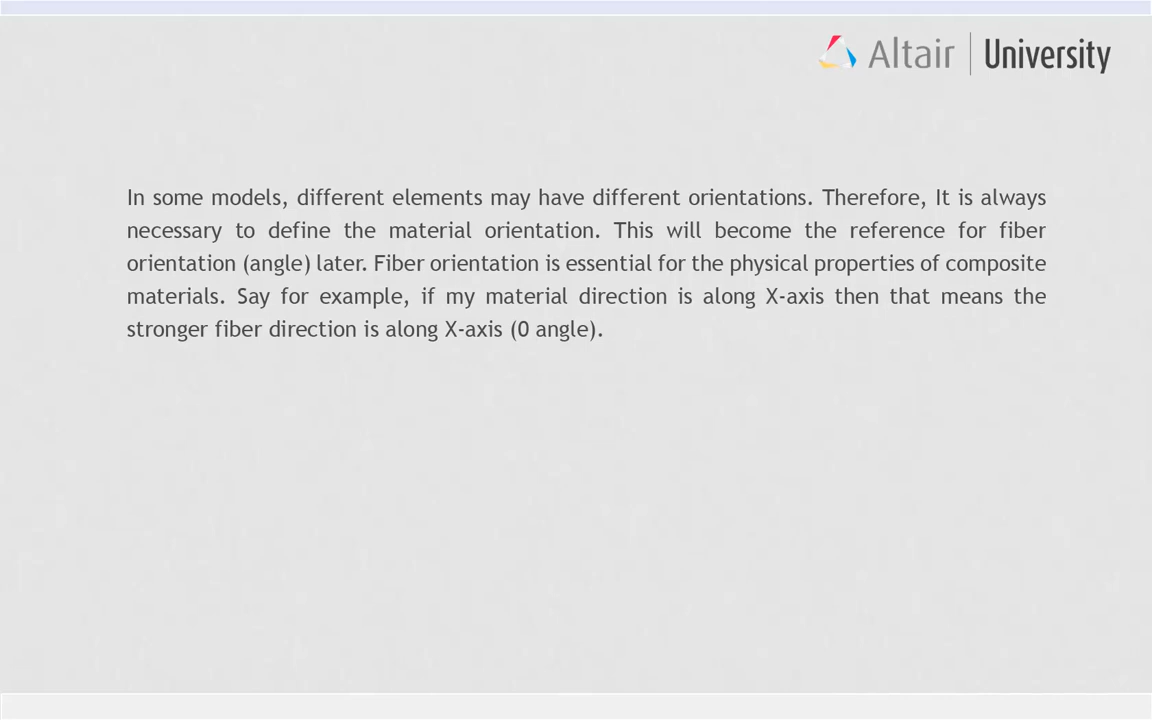 Altair | University
In some models, different elements may have different orientations. Therefore, It is always
necessary to define the material orientation. This will become the reference for fiber
orientation (angle) later. Fiber orientation is essential for the physical properties of composite
materials. Say for example, if my material direction is along X-axis then that means the
stronger fiber direction is along X-axis (0 angle).